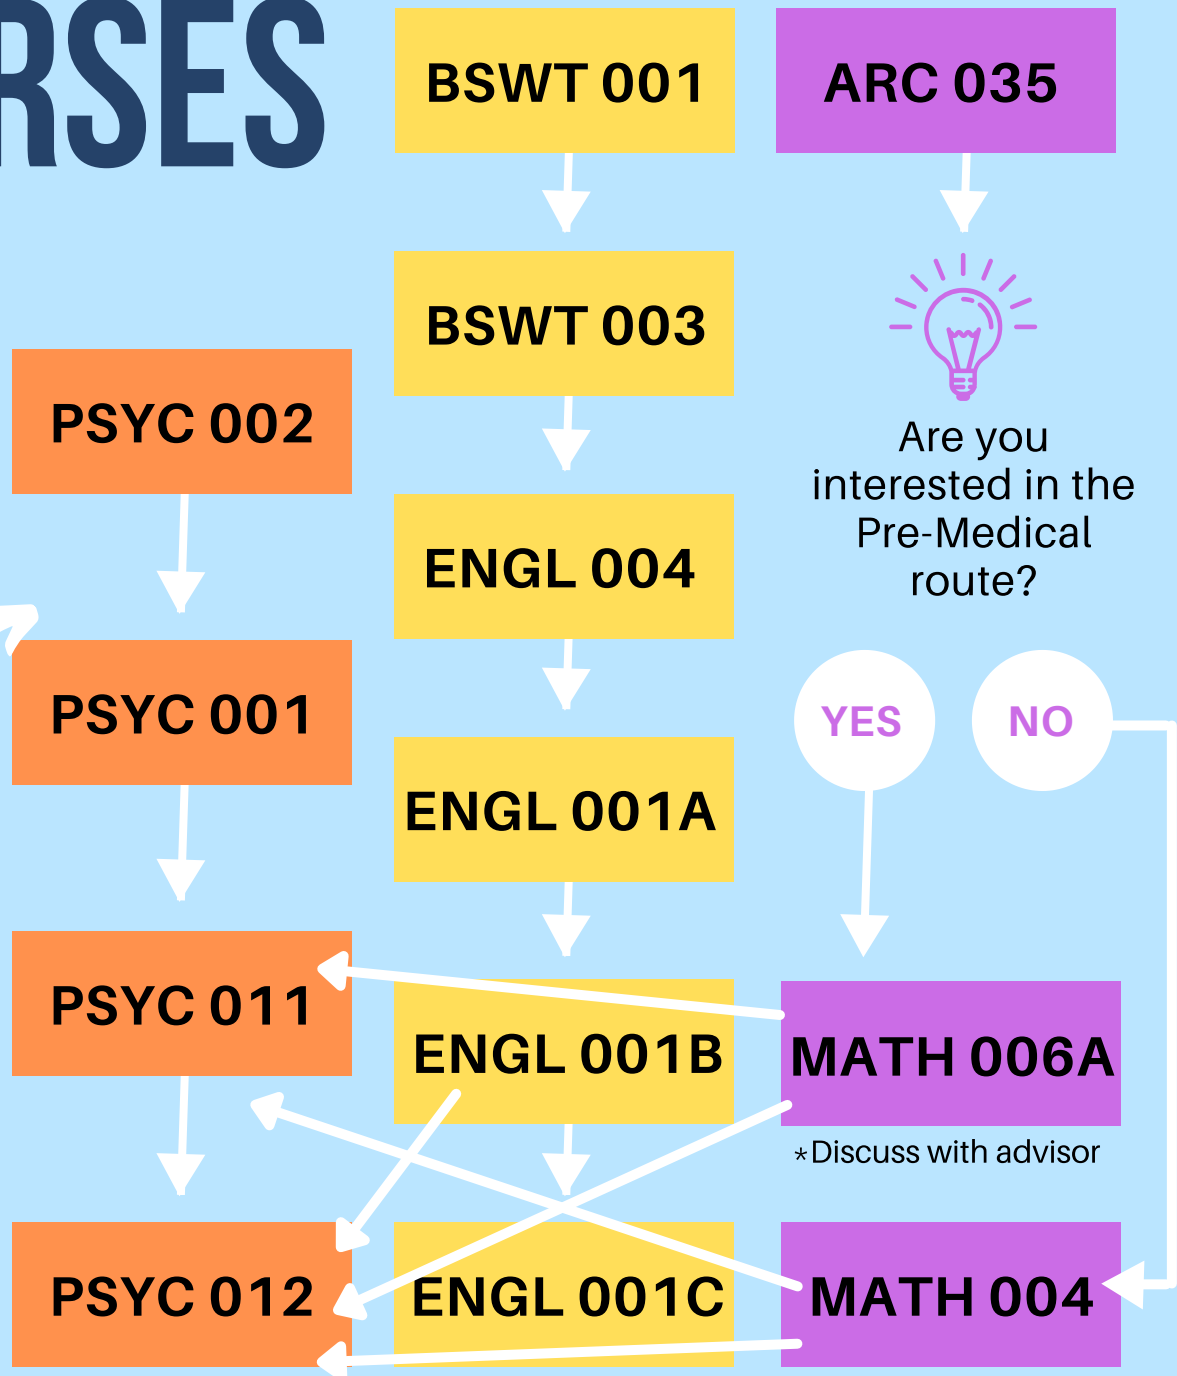 RSES
BSWT 001
ARC 035
BSWT 003
PSYC 002
Are you
interested in the
Pre-Medical
route?
ENGL 004
PSYC 001
YES
NO
ENGL 001A
PSYC 011
ENGL 001B
MATH 006A
*Discuss with advisor
PSYC 012
ENGL 001C
MATH 004